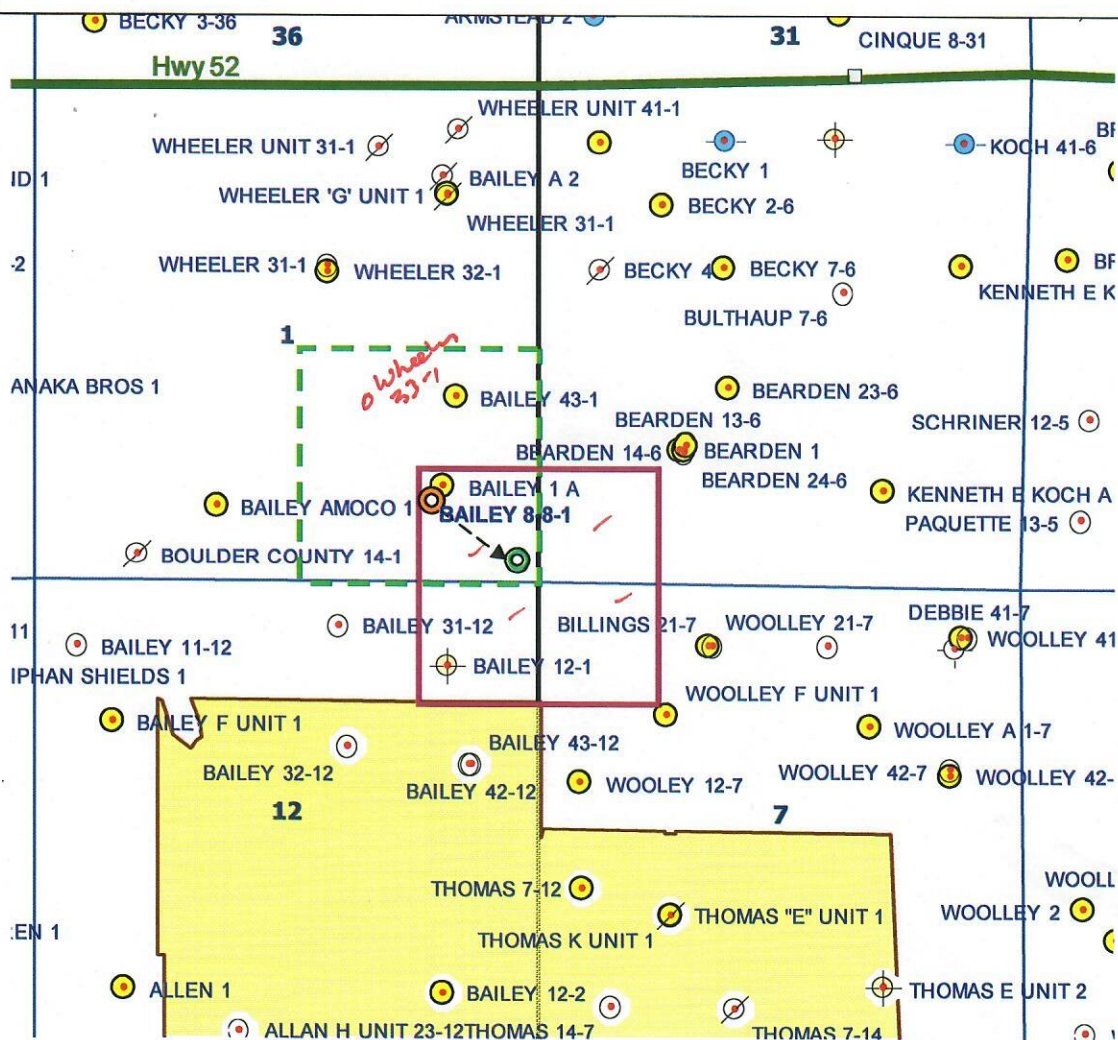 BECKY 3-36
36
ARMSTEAD 2
31
CINQUE 8-31
Hwy 52
WHEELER UNIT 41-1
WHEELER UNIT 31-1
BECKY 1
KOCH 41-6
ID 1
BAILEY A 2
WHEELER 'G' UNIT 1
WHEELER 31-1
BECKY 2-6
-2
WHEELER 31-1
WHEELER 32-1
BECKY 4
BECKY 7-6
KENNETH E K
BULTHAUP 7-6
1
Wheeler
33-1
ANAKA BROS 1
BAILEY 43-1
BEARDEN 23-6
BEARDEN 13-6
SCHRINER 12-5
BEARDEN 14-6
BEARDEN 1
BEARDEN 24-6
BAILEY 1 A
BAILEY AMOCO 1
BAILEY 8-8-1
KENNETH E KOCH A
PAQUETTE 13-5
BOULDER COUNTY 14-1
11
BAILEY 11-12
BAILEY 31-12
BILLINGS 21-7
WOOLLEY 21-7
DEBBIE 41-7
WOOLLEY 41
IPHAN SHIELDS 1
BAILEY 12-1
WOOLLEY F UNIT 1
BAILEY F UNIT 1
WOOLLEY A 1-7
BAILEY 32-12
BAILEY 43-12
BAILEY 42-12
WOOLEY 12-7
WOOLLEY 42-7
WOOLLEY 42-
12
7
THOMAS 7-12
WOOLL
THOMAS "E" UNIT 1
WOOLLEY 2
EN 1
THOMAS K UNIT 1
ALLEN 1
BAILEY 12-2
THOMAS E UNIT 2
ALLAN H UNIT 23-12
THOMAS 14-7
THOMAS 7-14